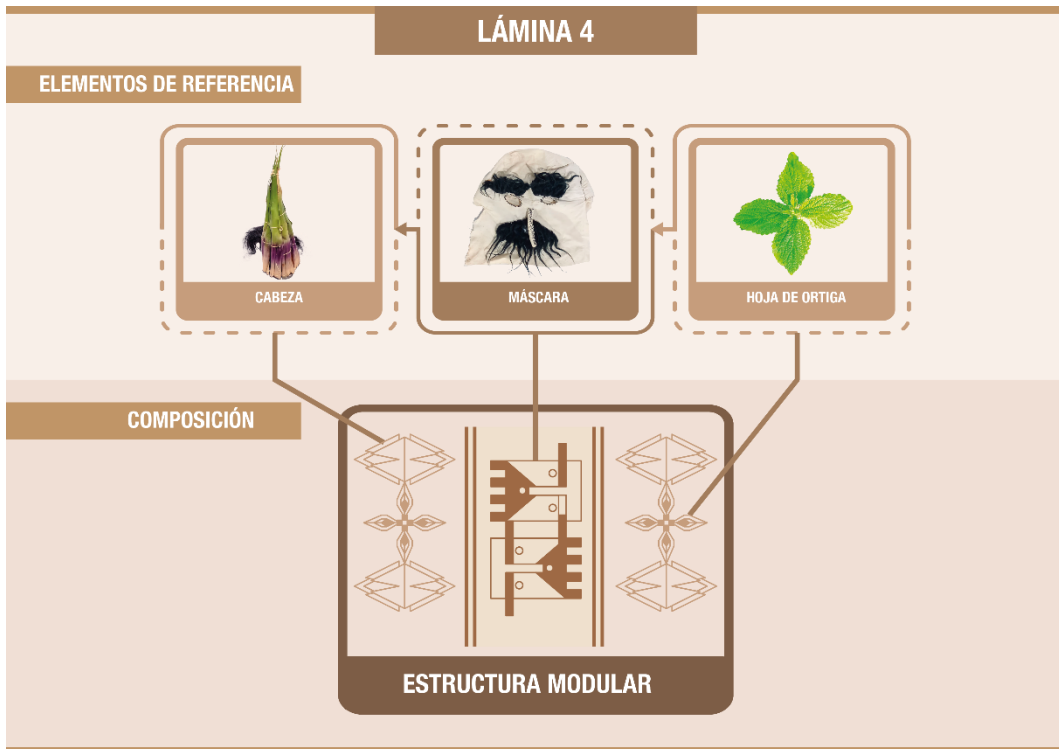 LÁMINA 4
ELEMENTOS DE REFERENCIA
CABEZA
MÁSCARA
HOJA DE ORTIGA
COMPOSICIÓN
ESTRUCTURA MODULAR